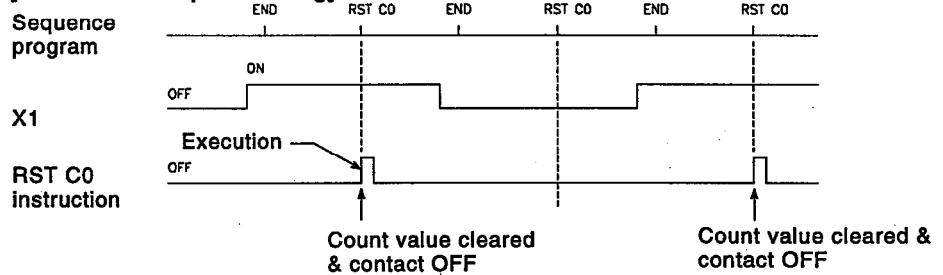 END RST C0 END RST C0 END RST C0
Sequence
program
ON
OFF
X1
Execution
OFF
RST C0
instruction
Count value cleared
& contact OFF
Count value cleared &
contact OFF